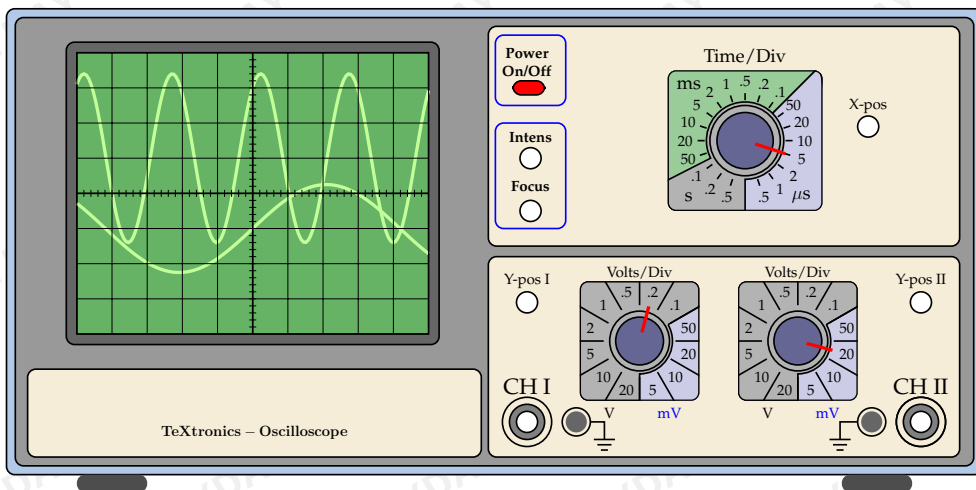 Power
On/Off
Intens
Focus
Time/Div
ms
5
2
1
.5
.2
.1
50
20
10
5
2
1
.5
μs
10
20
50
.1
.2
.5
s
X-pos
Y-pos I
Volts/Div
.5
.2
.1
1
50
2
20
5
10
10
20
5
V
mV
CH I
Volts/Div
.5
.2
.1
1
50
2
20
5
10
10
20
5
V
mV
Y-pos II
CH II
TeXtronics – Oscilloscope